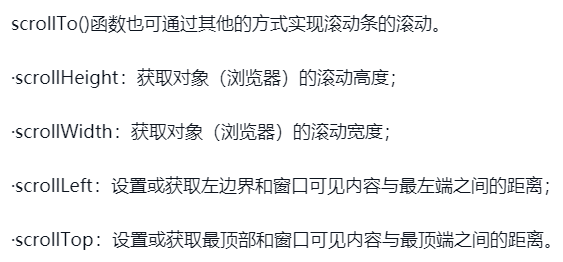 scrollTo()函数也可通过其他的方式实现滚动条的滚动。
·scrollHeight：获取对象（浏览器）的滚动高度；
·scrollWidth：获取对象（浏览器）的滚动宽度；
·scrollLeft：设置或获取左边界和窗口可见内容与最左端之间的距离；
·scrollTop：设置或获取最顶部和窗口可见内容与最顶端之间的距离。